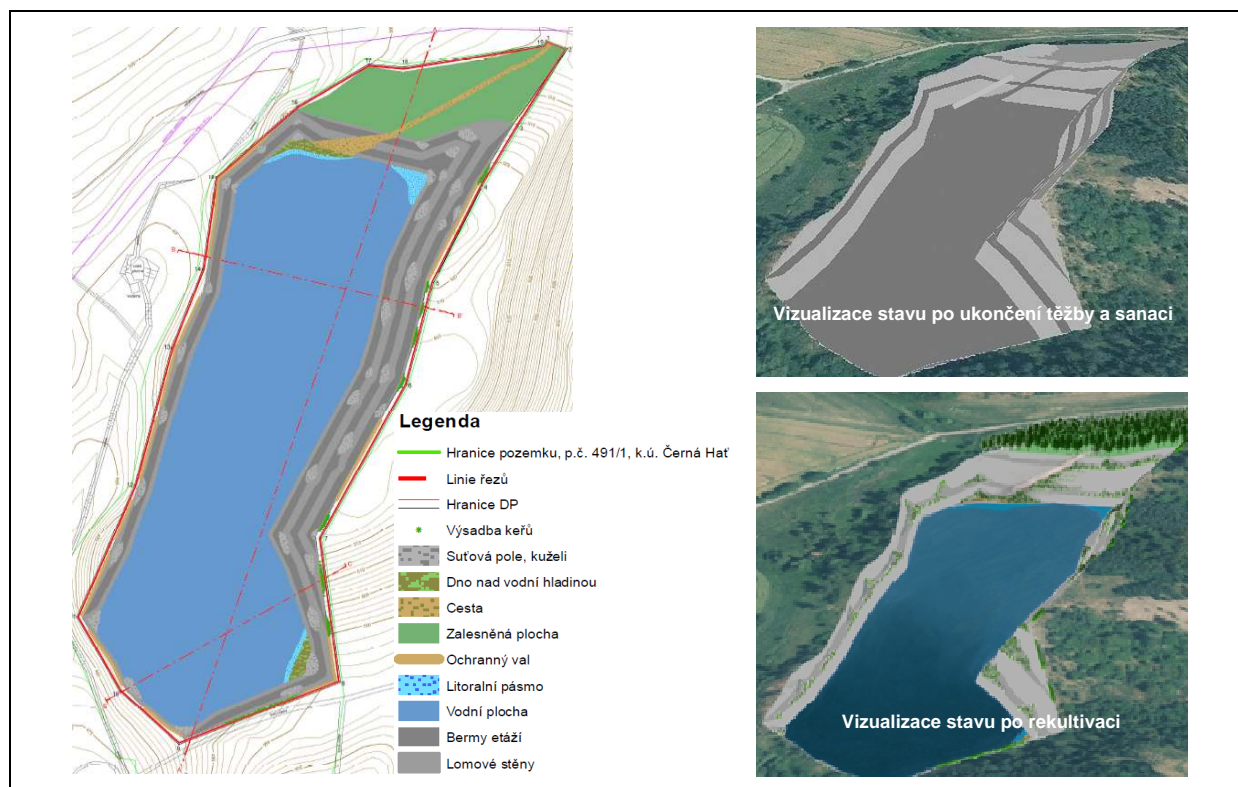 Legenda
Hranice pozemku, p.č. 491/1, k.ú. Černá Hať
Linie řezů
Hranice DP
Výsadba keřů
Suťová pole, kuželi
Dno nad vodní hladinou
Cesta
Zalesněná plocha
Ochranný val
Litoralní pásmo
Vodní plocha
Bermy etáží
Lomové stěny
Vizualizace stavu po ukončení těžby a sanaci
Vizualizace stavu po rekultivaci